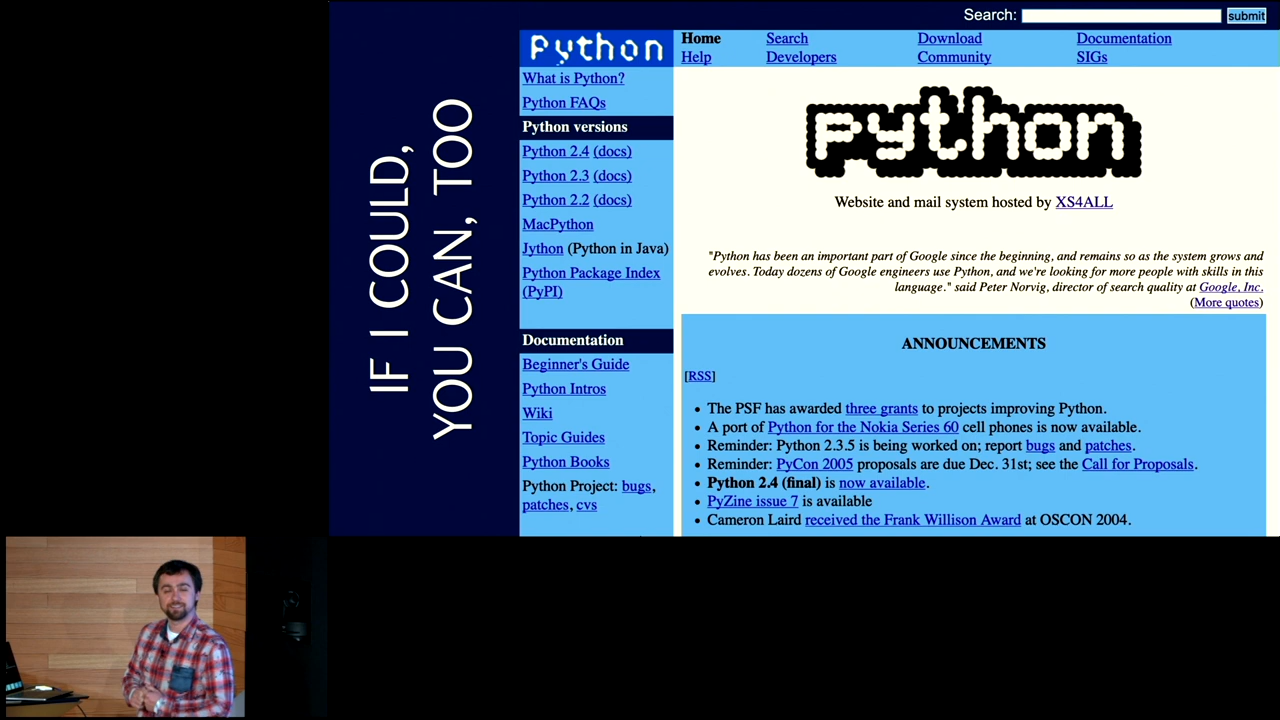 IF I COULD,
YOU CAN, TOO
Search: submit
Python
What is Python?
Python FAQs
Python versions
Python 2.4 (docs)
Python 2.3 (docs)
Python 2.2 (docs)
MacPython
Jython (Python in Java)
Python Package Index
(PyPI)
Documentation
Beginner's Guide
Python Intros
Wiki
Topic Guides
Python Books
Python Project: bugs,
patches, cvs
Home Search Download Documentation
Help Developers Community SIGs
python
Website and mail system hosted by XS4ALL
"Python has been an important part of Google since the beginning, and remains so as the system grows and
evolves. Today dozens of Google engineers use Python, and we're looking for more people with skills in this
language." said Peter Norvig, director of search quality at Google, Inc.
(More quotes)
ANNOUNCEMENTS
[RSS]
• The PSF has awarded three grants to projects improving Python.
• A port of Python for the Nokia Series 60 cell phones is now available.
• Reminder: Python 2.3.5 is being worked on; report bugs and patches.
• Reminder: PyCon 2005 proposals are due Dec. 31st; see the Call for Proposals.
• Python 2.4 (final) is now available.
• PyZine issue 7 is available
• Cameron Laird received the Frank Willison Award at OSCON 2004.